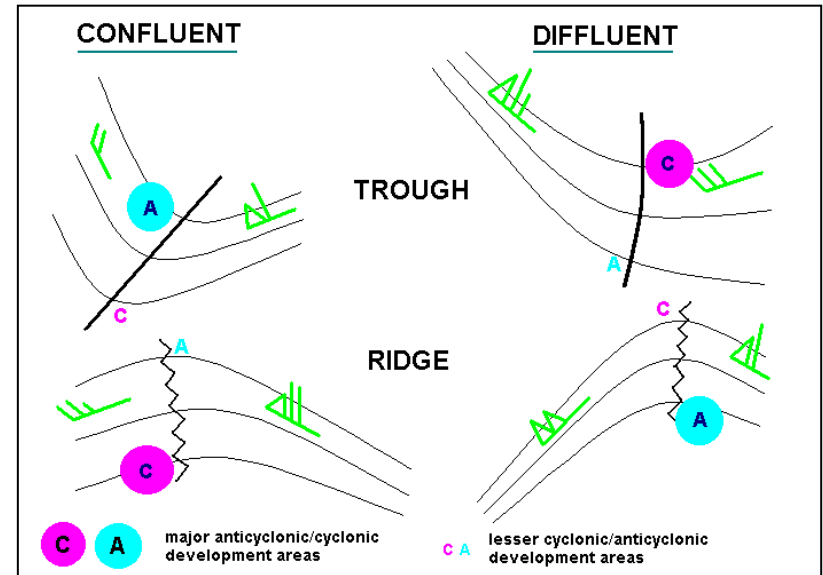 CONFLUENT
DIFFLUENT
A
C
TROUGH
C
A
A
C
RIDGE
C
A
C A
major anticyclonic/cyclonic
development areas
C A
lesser cyclonic/anticyclonic
development areas